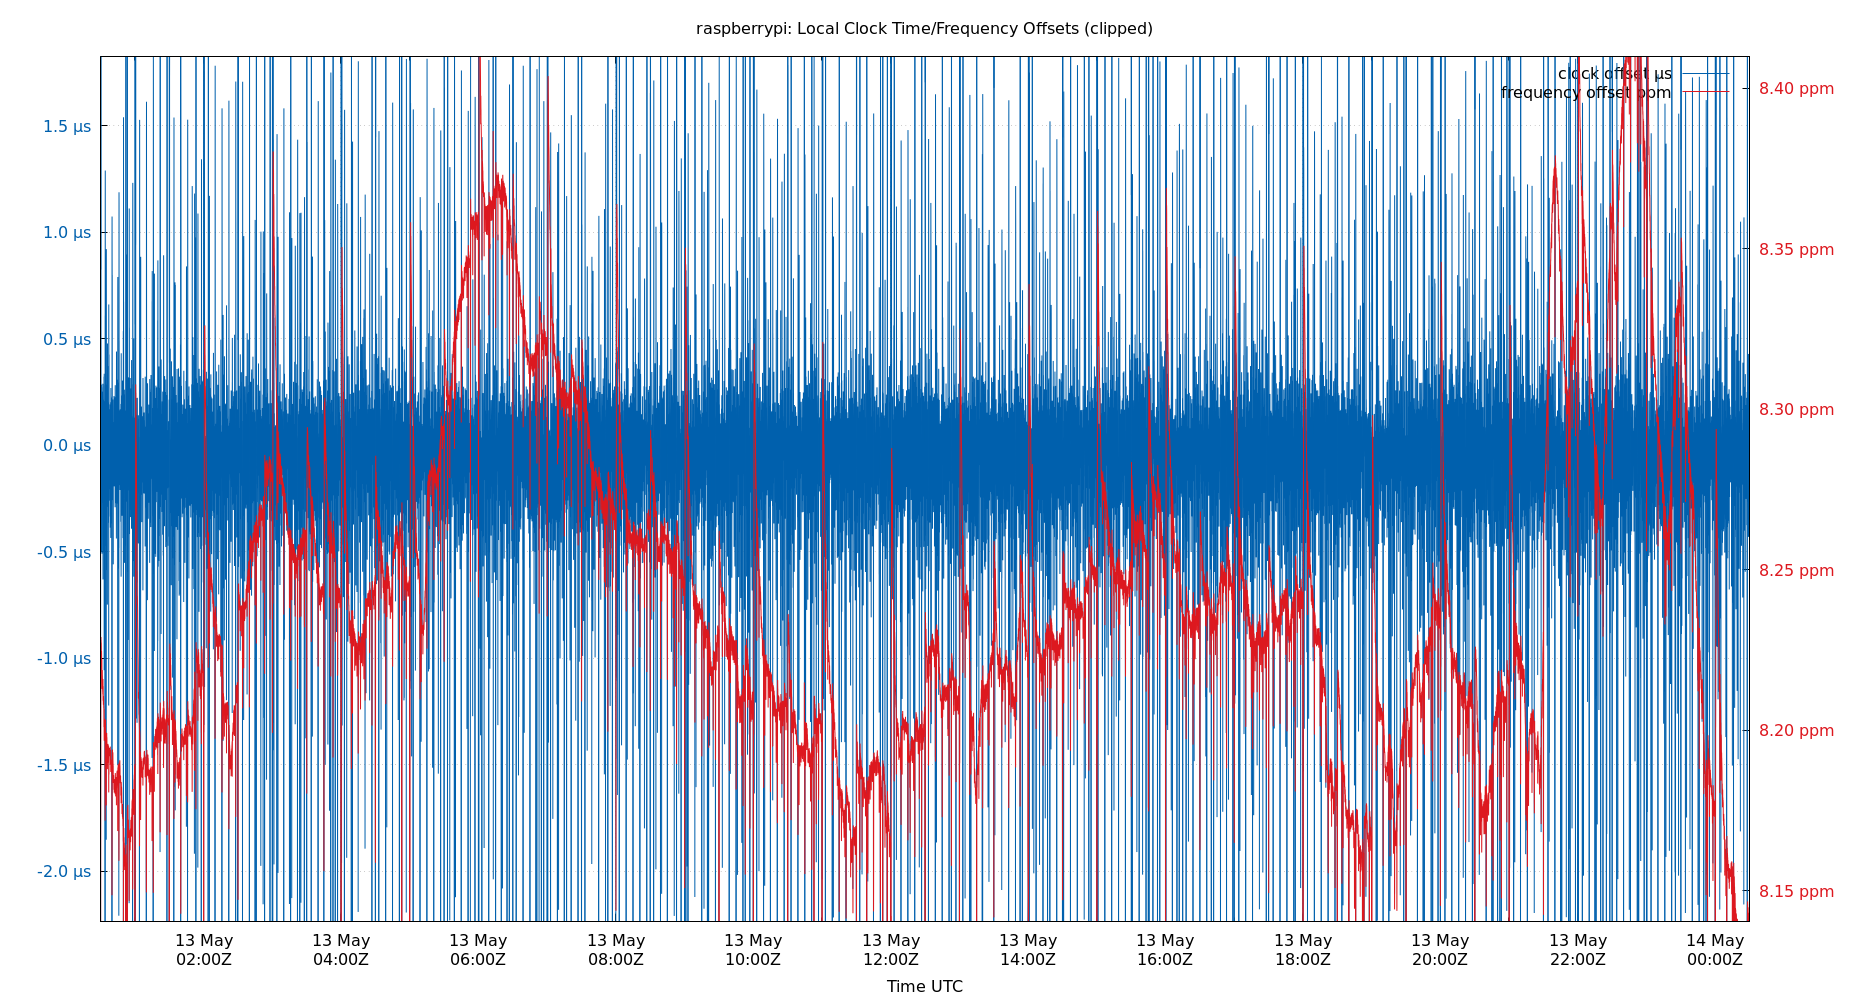 raspberrypi: Local Clock Time/Frequency Offsets (clipped)
clock offset µs
frequency offset ppm
1.5 µs
1.0 µs
0.5 µs
0.0 µs
-0.5 µs
-1.0 µs
-1.5 µs
-2.0 µs
8.40 ppm
8.35 ppm
8.30 ppm
8.25 ppm
8.20 ppm
8.15 ppm
13 May 13 May 13 May 13 May 13 May 13 May 13 May 13 May 13 May 13 May 13 May 14 May
02:00Z 04:00Z 06:00Z 08:00Z 10:00Z 12:00Z 14:00Z 16:00Z 18:00Z 20:00Z 22:00Z 00:00Z
Time UTC